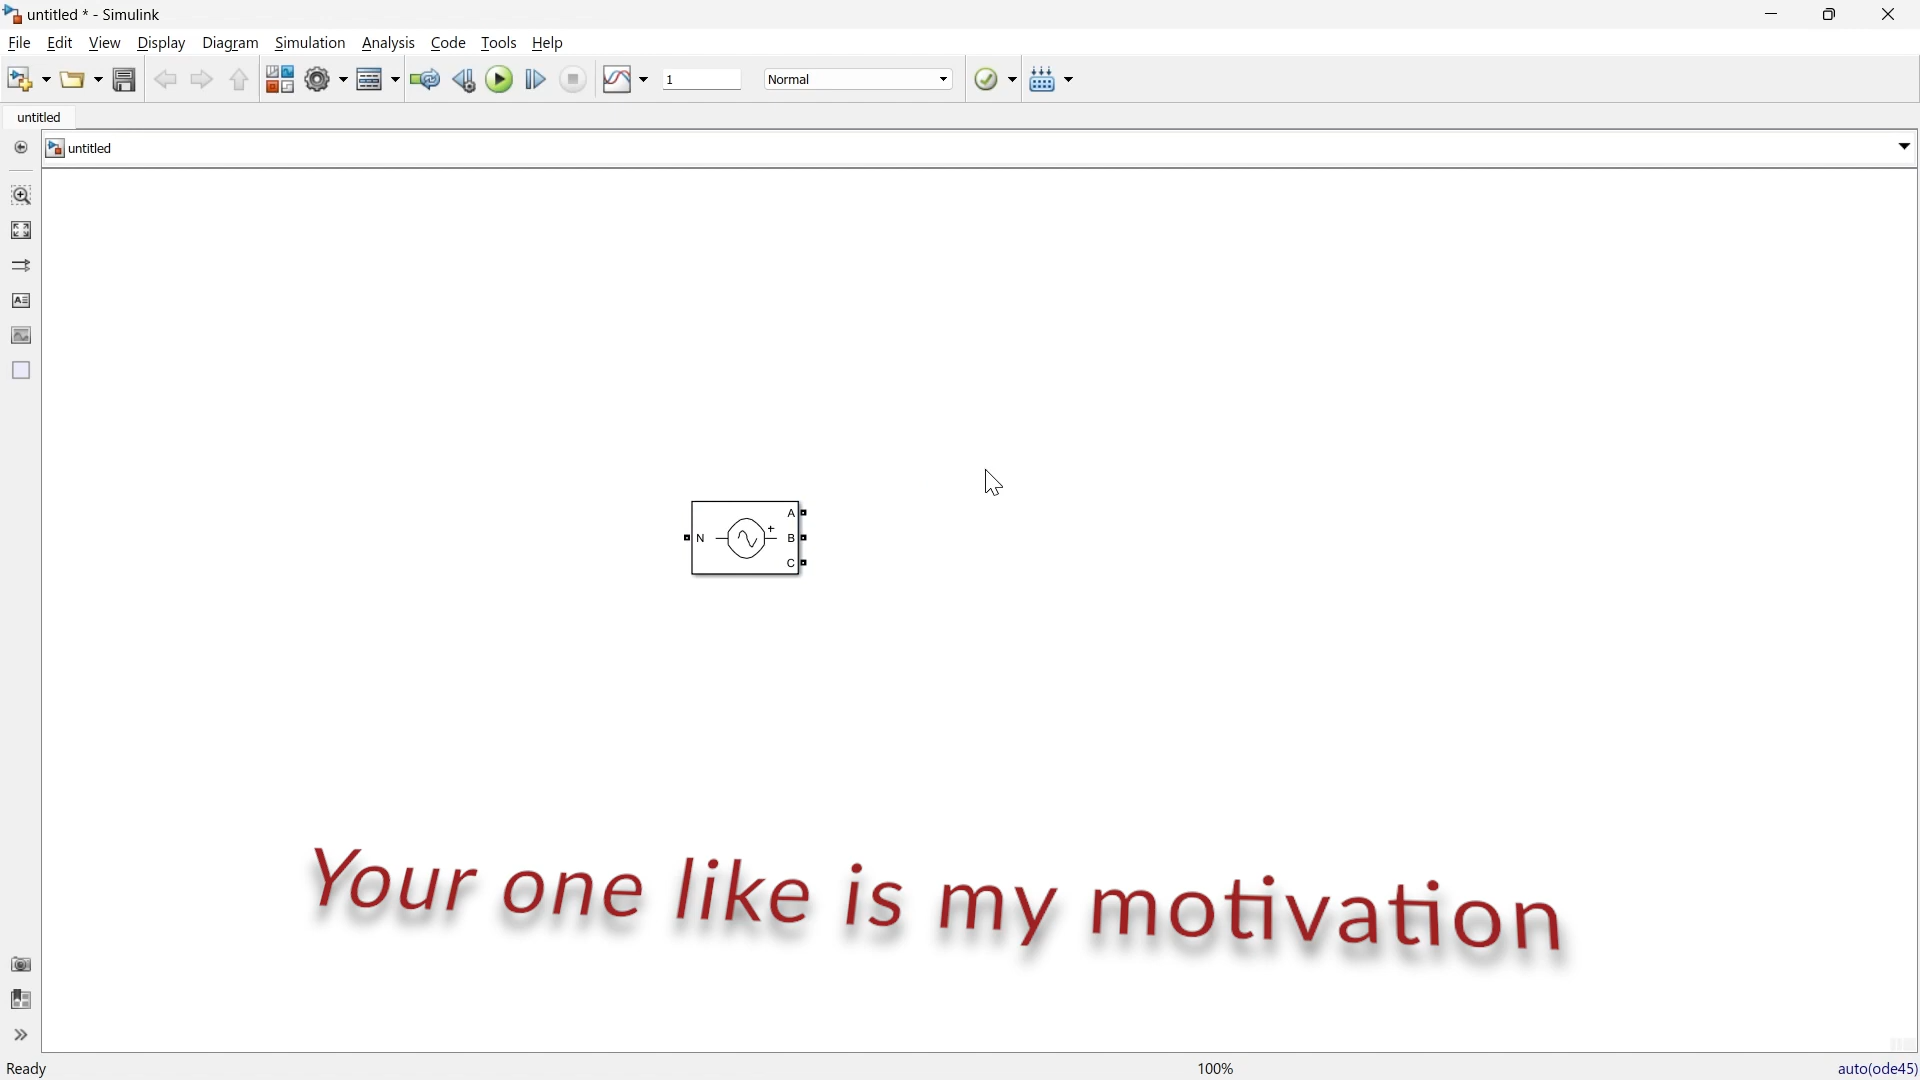 untitled * - Simulink
File Edit View Display Diagram Simulation Analysis Code Tools Help
1 Normal
untitled
untitled
A
N + B
C
Your one like is my motivation
Ready 100% auto(ode45)